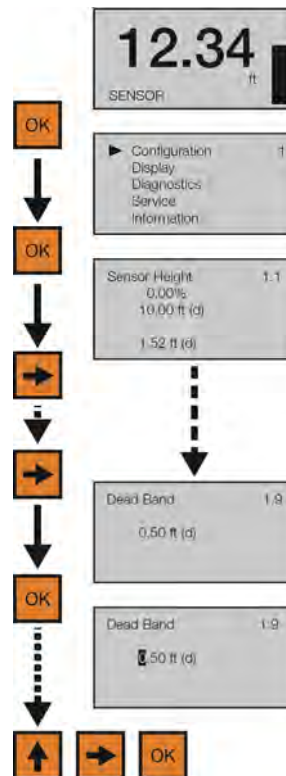 12.34
ft
SENSOR
OK
Configuration 1
Display
Diagnostics
Service
Information
OK
Sensor Height 1.1
0.00%
10.00 ft (d)
1.52 ft (d)
Dead Band 1.9
0.50 ft (d)
OK
Dead Band 1.9
0.50 ft (d)
OK